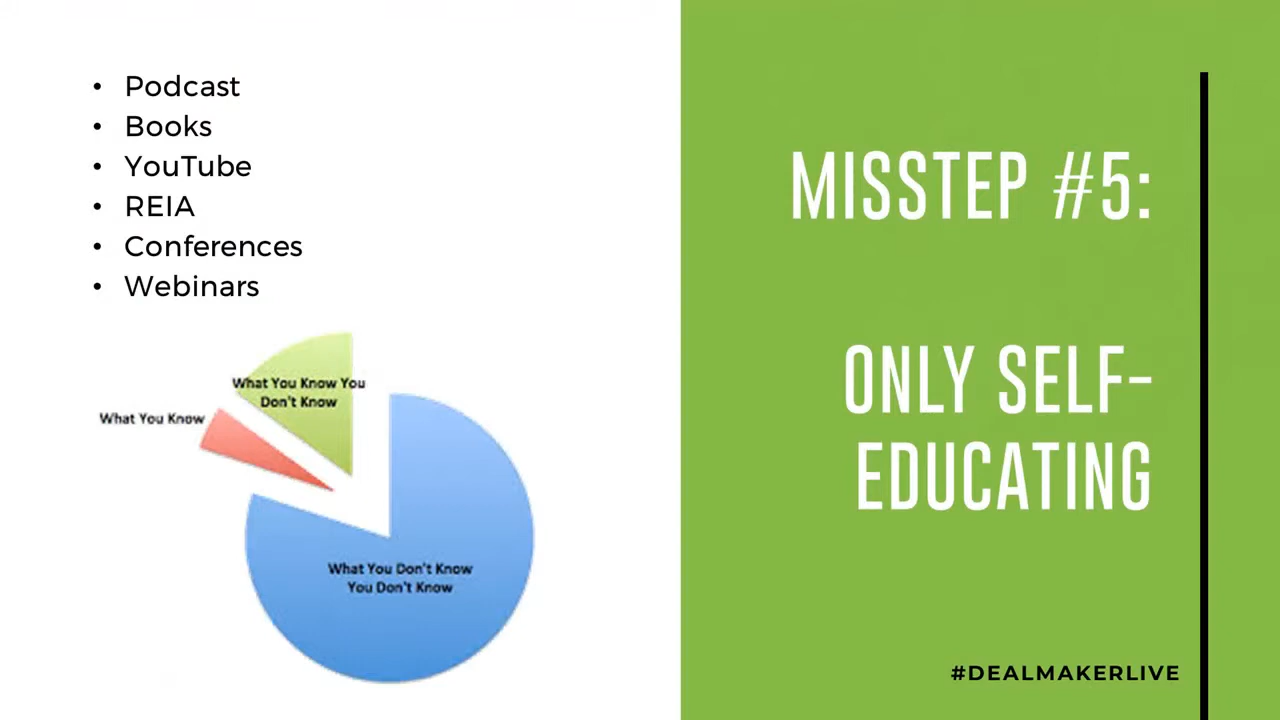 • Podcast
• Books
• YouTube
• REIA
• Conferences
• Webinars
What You Know You
Don't Know
What You Know
What You Don't Know
You Don't Know
MISSTEP #5:
ONLY SELF-
EDUCATING
#DEALMAKERLIVE